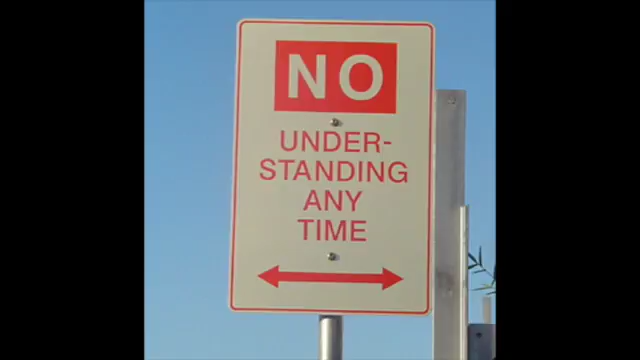 NO
UNDER-
STANDING
ANY
TIME